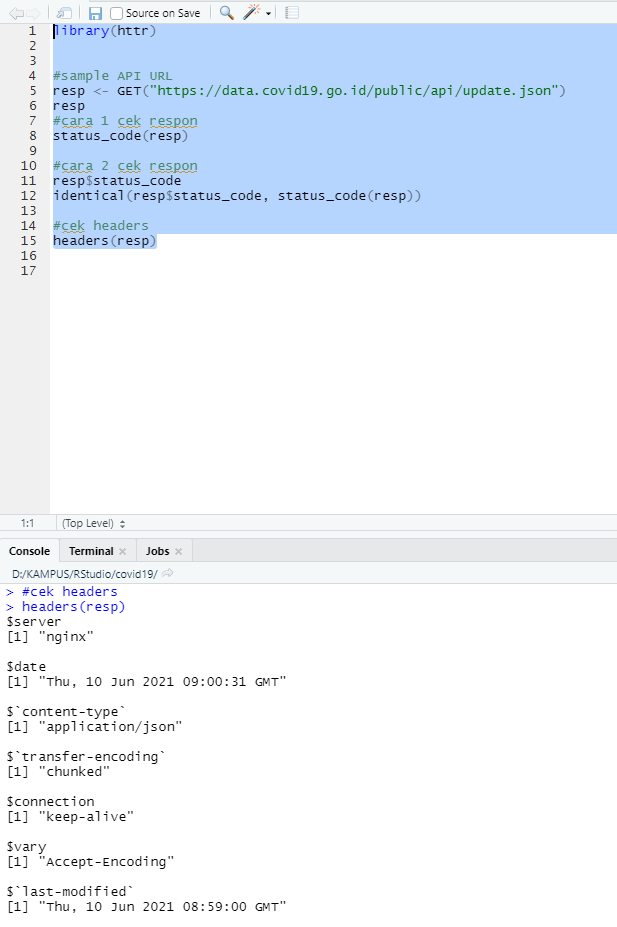 Source on Save
1 library(httr)
2
3
4 #sample API URL
5 resp <- GET("https://data.covid19.go.id/public/api/update.json")
6 resp
7 #cara 1 cek respon
8 status_code(resp)
9
10 #cara 2 cek respon
11 resp$status_code
12 identical(resp$status_code, status_code(resp))
13
14 #cek headers
15 headers(resp)
16
17
1:1 (Top Level)
Console Terminal Jobs
D:/KAMPUS/RStudio/covid19/
> #cek headers
> headers(resp)
$server
[1] "nginx"
$date
[1] "Thu, 10 Jun 2021 09:00:31 GMT"
$`content-type`
[1] "application/json"
$`transfer-encoding`
[1] "chunked"
$connection
[1] "keep-alive"
$vary
[1] "Accept-Encoding"
$`last-modified`
[1] "Thu, 10 Jun 2021 08:59:00 GMT"